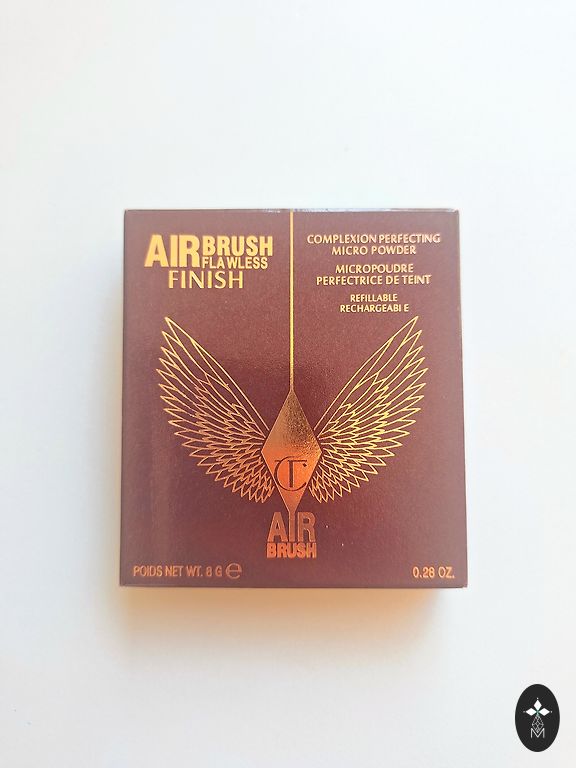 AIRBRUSH
FLAWLESS
FINISH
COMPLEXION PERFECTING
MICRO POWDER
MICROPOUDRE
PERFECTRICE DE TEINT
REFILLABLE
RECHARGEABLE
CT
AIR
BRUSH
POIDS NET WT. 8 G ℮
0.28 OZ.
M